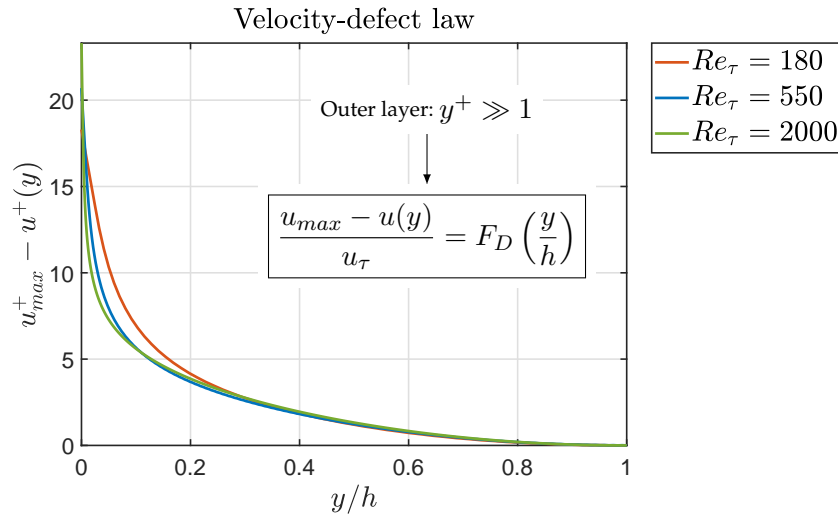 Velocity-defect law
Re_τ = 180
Re_τ = 550
Re_τ = 2000
u⁺_max − u⁺(y)
20
15
10
5
0
Outer layer: y⁺ ≫ 1
(u_max − u(y)) / u_τ = F_D (y/h)
0 0.2 0.4 0.6 0.8 1
y/h